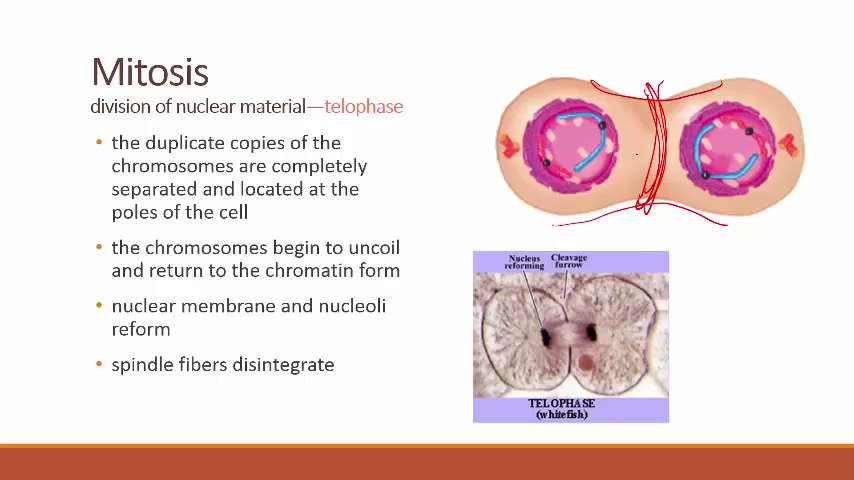 Mitosis
division of nuclear material—telophase
• the duplicate copies of the
chromosomes are completely
separated and located at the
poles of the cell
• the chromosomes begin to uncoil
and return to the chromatin form
• nuclear membrane and nucleoli
reform
• spindle fibers disintegrate
Nucleus reforming
Cleavage furrow
TELOPHASE
(whitefish)